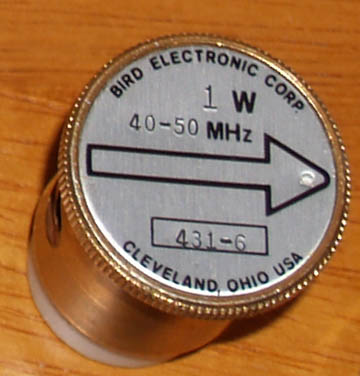 BIRD ELECTRONIC CORP.
1 W
40-50 MHz
431-6
CLEVELAND, OHIO USA